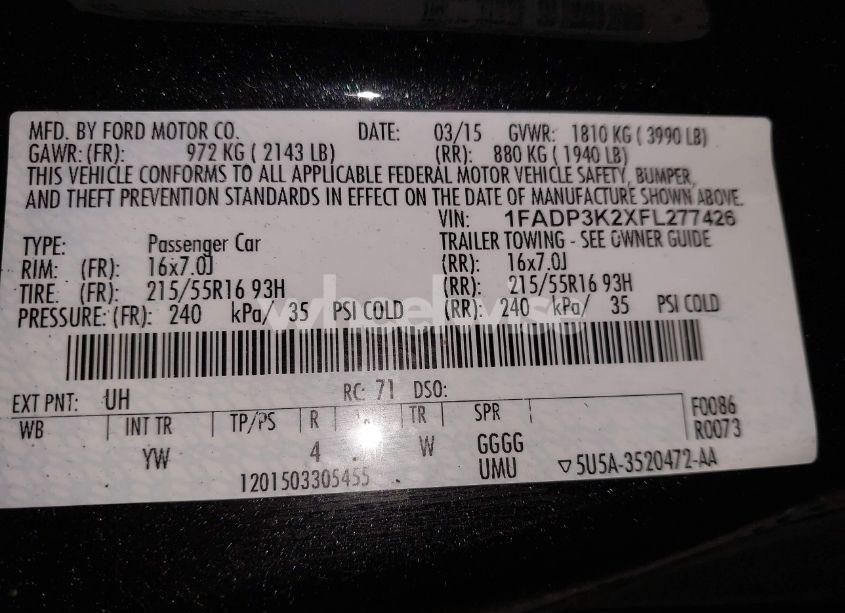 MFD. BY FORD MOTOR CO. DATE: 03/15 GVWR: 1810 KG ( 3990 LB)
GAWR: (FR): 972 KG ( 2143 LB) (RR): 880 KG ( 1940 LB)
THIS VEHICLE CONFORMS TO ALL APPLICABLE FEDERAL MOTOR VEHICLE SAFETY, BUMPER,
AND THEFT PREVENTION STANDARDS IN EFFECT ON THE DATE OF MANUFACTURE SHOWN ABOVE.
VIN: 1FADP3K2XFL277426
TYPE: Passenger Car TRAILER TOWING - SEE OWNER GUIDE
RIM: (FR): 16x7.0J (RR): 16x7.0J
TIRE: (FR): 215/55R16 93H (RR): 215/55R16 93H
PRESSURE: (FR): 240 kPa/ 35 PSI COLD (RR): 240 kPa/ 35 PSI COLD
EXT PNT: UH RC: 71 DSO:
WB INT TR TP/PS R TR SPR F0086
R0073
YW 4 W GGGG
UMU 5U5A-3520472-AA
1201503305455